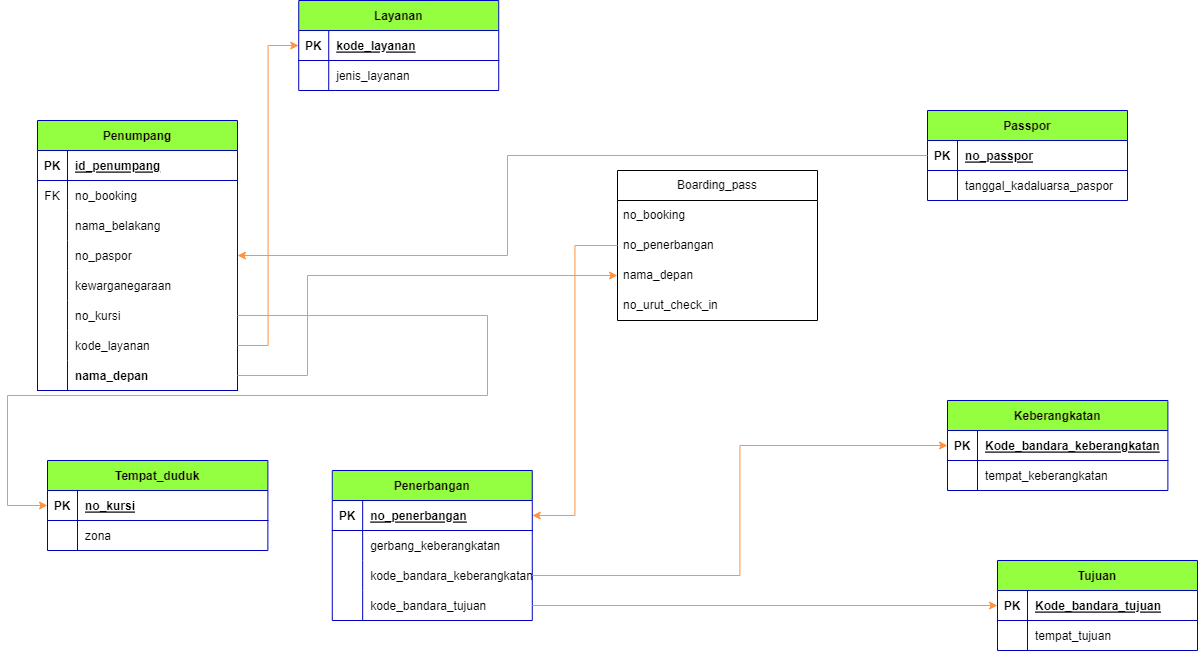 Layanan
PK kode_layanan
jenis_layanan
Penumpang
PK id_penumpang
FK no_booking
nama_belakang
no_paspor
kewarganegaraan
no_kursi
kode_layanan
nama_depan
Passpor
PK no_passpor
tanggal_kadaluarsa_paspor
Boarding_pass
no_booking
no_penerbangan
nama_depan
no_urut_check_in
Keberangkatan
PK Kode_bandara_keberangkatan
tempat_keberangkatan
Tempat_duduk
PK no_kursi
zona
Penerbangan
PK no_penerbangan
gerbang_keberangkatan
kode_bandara_keberangkatan
kode_bandara_tujuan
Tujuan
PK Kode_bandara_tujuan
tempat_tujuan